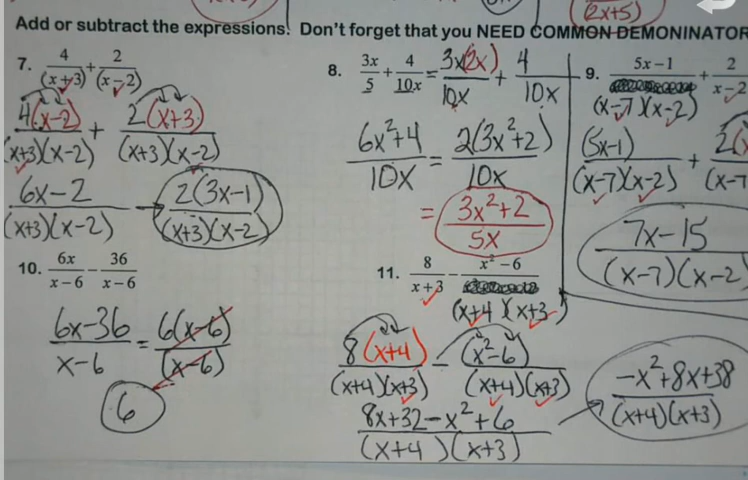 (2x+5)
Add or subtract the expressions! Don't forget that you NEED COMMON DEMONINATOR
7. 4/(x+3) + 2/(x−2)
4(x−2)/(x+3)(x−2) + 2(x+3)/(x+3)(x−2)
6x−2/(x+3)(x−2) → 2(3x−1)/(x+3)(x−2)
8. 3x/5 + 4/10x = 3x(2x)/10x + 4/10x
6x²+4/10x = 2(3x²+2)/10x
= 3x²+2/5x
9. 5x−1/(x−7)(x−2) + 2/x−2
(5x−1)/(x−7)(x−2) + 2(x/(x−7
7x−15/(x−7)(x−2
10. 6x/x−6 − 36/x−6
6x−36/x−6 = 6(x−6)/(x−6)
6
11. 8/x+3 − x²−6/(x+4)(x+3)
8(x+4)/(x+4)(x+3) − (x²−6)/(x+4)(x+3)
8x+32−x²+6/(x+4)(x+3) → −x²+8x+38/(x+4)(x+3)